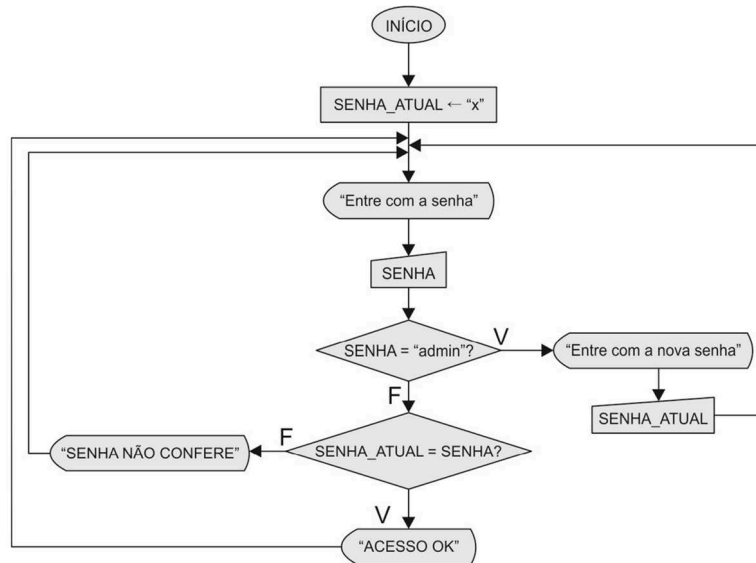 INÍCIO
SENHA_ATUAL ← “x”
“Entre com a senha”
SENHA
SENHA = “admin”?
V
“Entre com a nova senha”
F
SENHA_ATUAL
SENHA_ATUAL = SENHA?
F
“SENHA NÃO CONFERE”
V
“ACESSO OK”